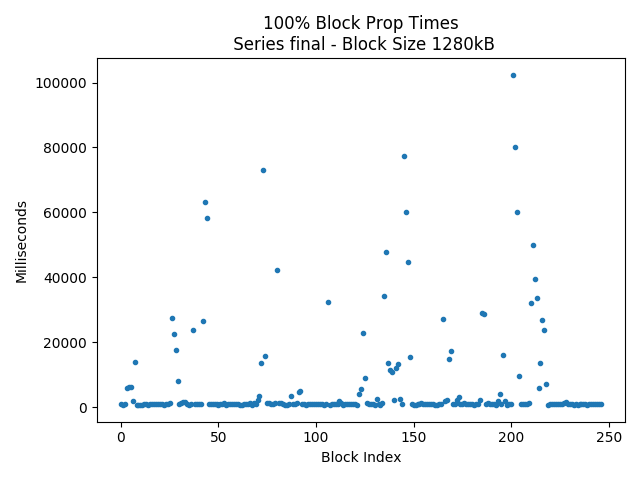 100% Block Prop Times
Series final - Block Size 1280kB
Milliseconds
100000
80000
60000
40000
20000
0
0 50 100 150 200 250
Block Index